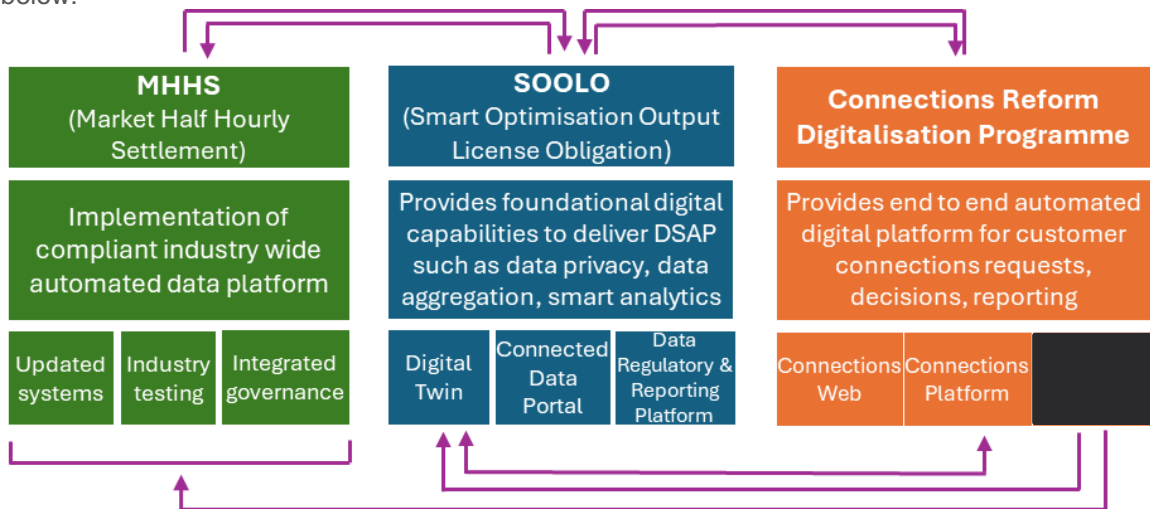 below:
MHHS
(Market Half Hourly
Settlement)
SOOLO
(Smart Optimisation Output
License Obligation)
Connections Reform
Digitalisation Programme
Implementation of
compliant industry wide
automated data platform
Provides foundational digital
capabilities to deliver DSAP
such as data privacy, data
aggregation, smart analytics
Provides end to end automated
digital platform for customer
connections requests,
decisions, reporting
Updated
systems
Industry
testing
Integrated
governance
Digital
Twin
Connected
Data
Portal
Data
Regulatory &
Reporting
Platform
Connections
Web
Connections
Platform